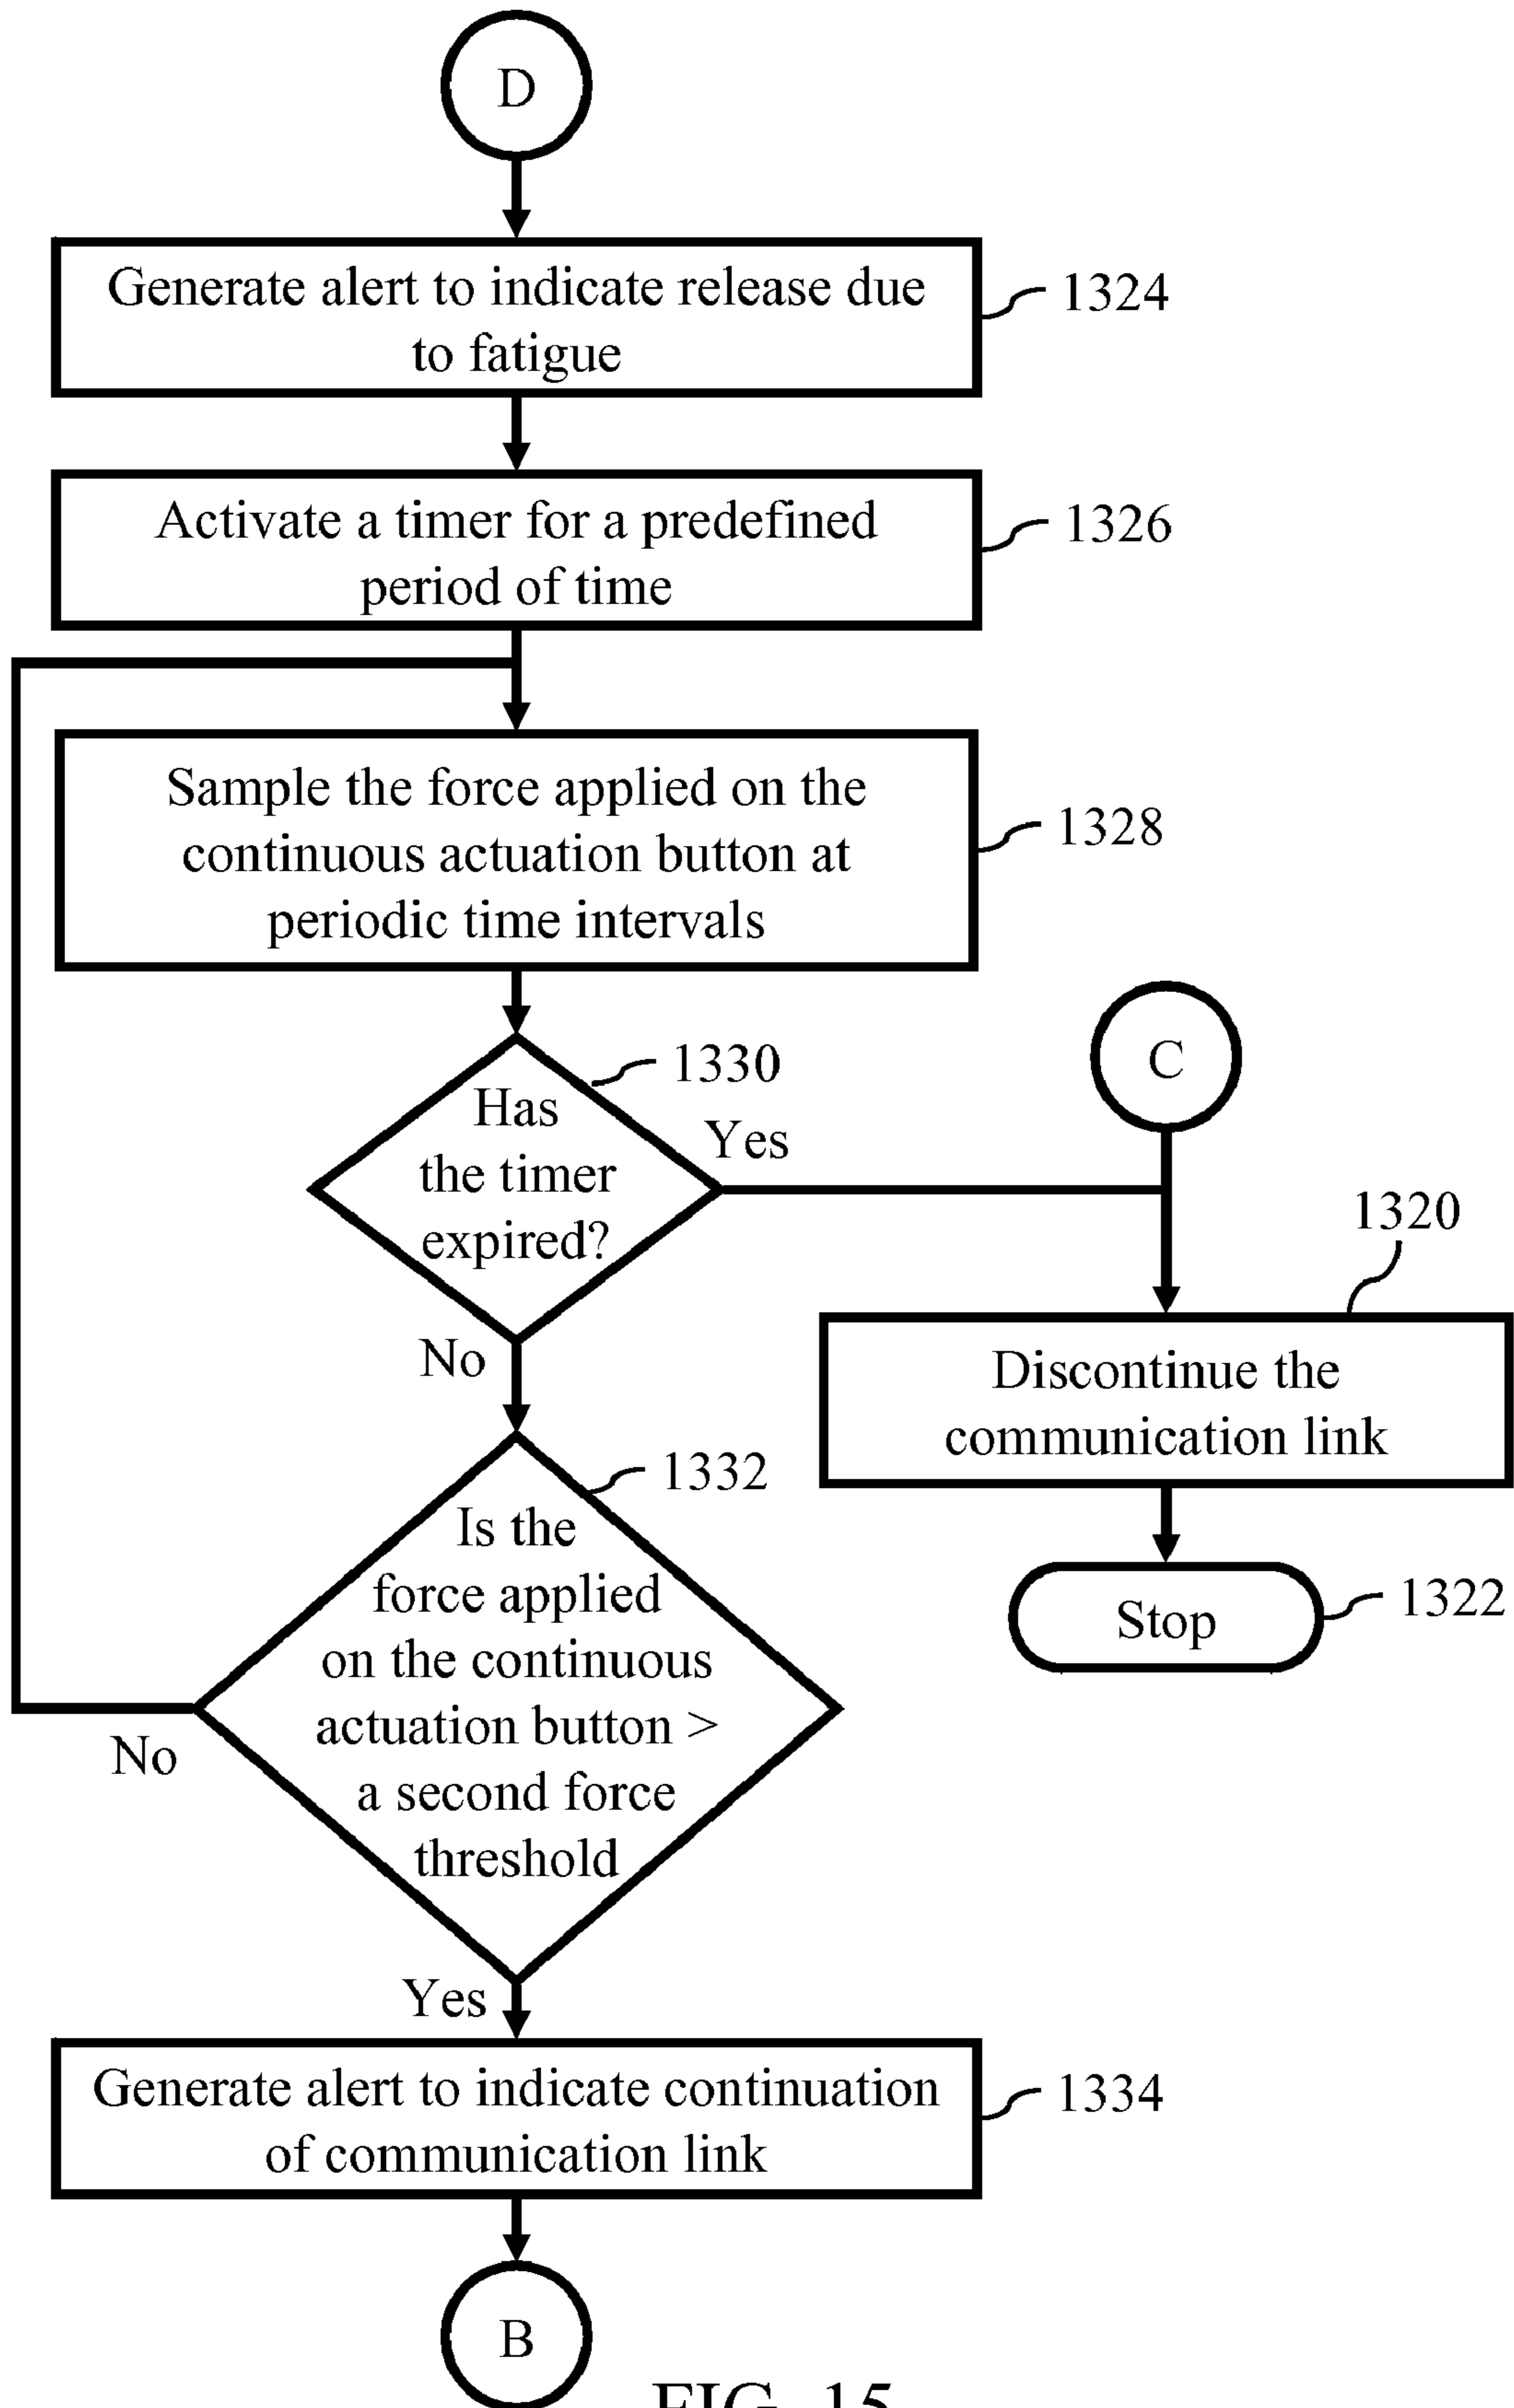 D
Generate alert to indicate release due
to fatigue
1324
Activate a timer for a predefined
period of time
1326
Sample the force applied on the
continuous actuation button at
periodic time intervals
1328
Has
the timer
expired?
1330
Yes
No
C
1320
Discontinue the
communication link
Stop
1322
Is the
force applied
on the continuous
actuation button >
a second force
threshold
1332
No
Yes
Generate alert to indicate continuation
of communication link
1334
B
FIG. 15